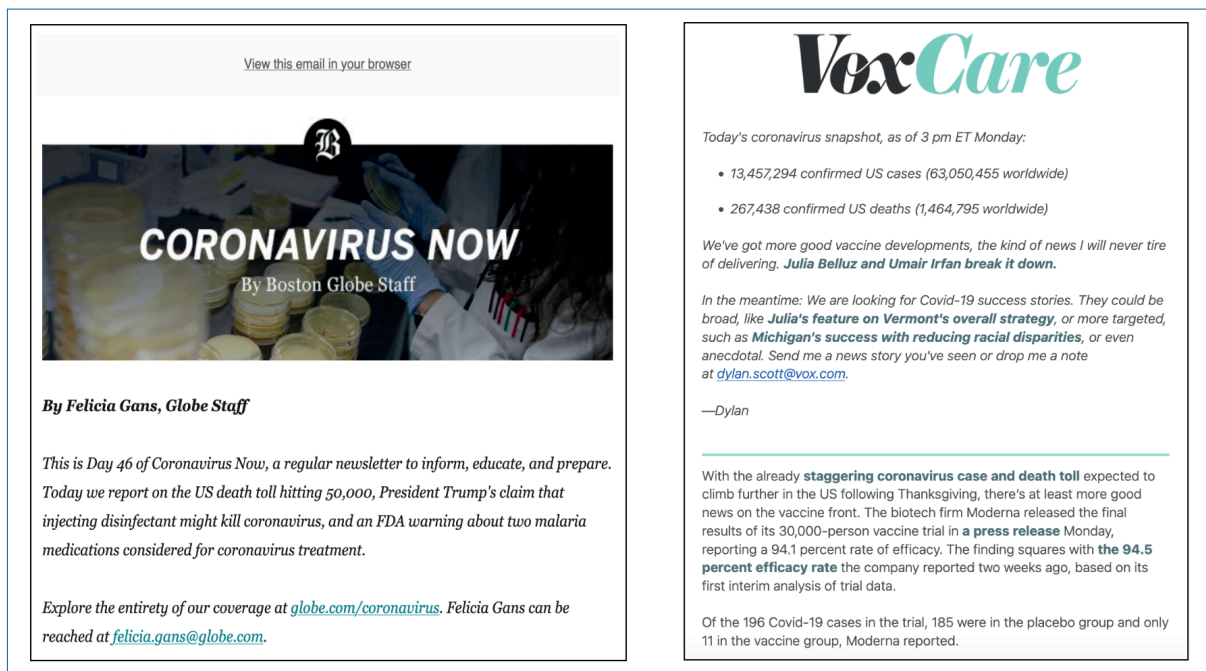 View this email in your browser
B
CORONAVIRUS NOW
By Boston Globe Staff
By Felicia Gans, Globe Staff
This is Day 46 of Coronavirus Now, a regular newsletter to inform, educate, and prepare.
Today we report on the US death toll hitting 50,000, President Trump's claim that
injecting disinfectant might kill coronavirus, and an FDA warning about two malaria
medications considered for coronavirus treatment.
Explore the entirety of our coverage at globe.com/coronavirus. Felicia Gans can be
reached at felicia.gans@globe.com.
VoxCare
Today's coronavirus snapshot, as of 3 pm ET Monday:
• 13,457,294 confirmed US cases (63,050,455 worldwide)
• 267,438 confirmed US deaths (1,464,795 worldwide)
We've got more good vaccine developments, the kind of news I will never tire
of delivering. Julia Belluz and Umair Irfan break it down.
In the meantime: We are looking for Covid-19 success stories. They could be
broad, like Julia's feature on Vermont's overall strategy, or more targeted,
such as Michigan's success with reducing racial disparities, or even
anecdotal. Send me a news story you've seen or drop me a note
at dylan.scott@vox.com.
—Dylan
With the already staggering coronavirus case and death toll expected to
climb further in the US following Thanksgiving, there's at least more good
news on the vaccine front. The biotech firm Moderna released the final
results of its 30,000-person vaccine trial in a press release Monday,
reporting a 94.1 percent rate of efficacy. The finding squares with the 94.5
percent efficacy rate the company reported two weeks ago, based on its
first interim analysis of trial data.
Of the 196 Covid-19 cases in the trial, 185 were in the placebo group and only
11 in the vaccine group, Moderna reported.